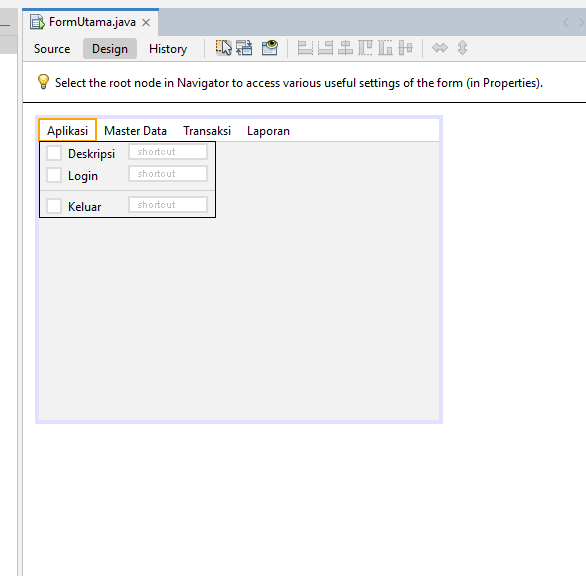 FormUtama.java
Source Design History
Select the root node in Navigator to access various useful settings of the form (in Properties).
Aplikasi Master Data Transaksi Laporan
Deskripsi shortcut
Login shortcut
Keluar shortcut